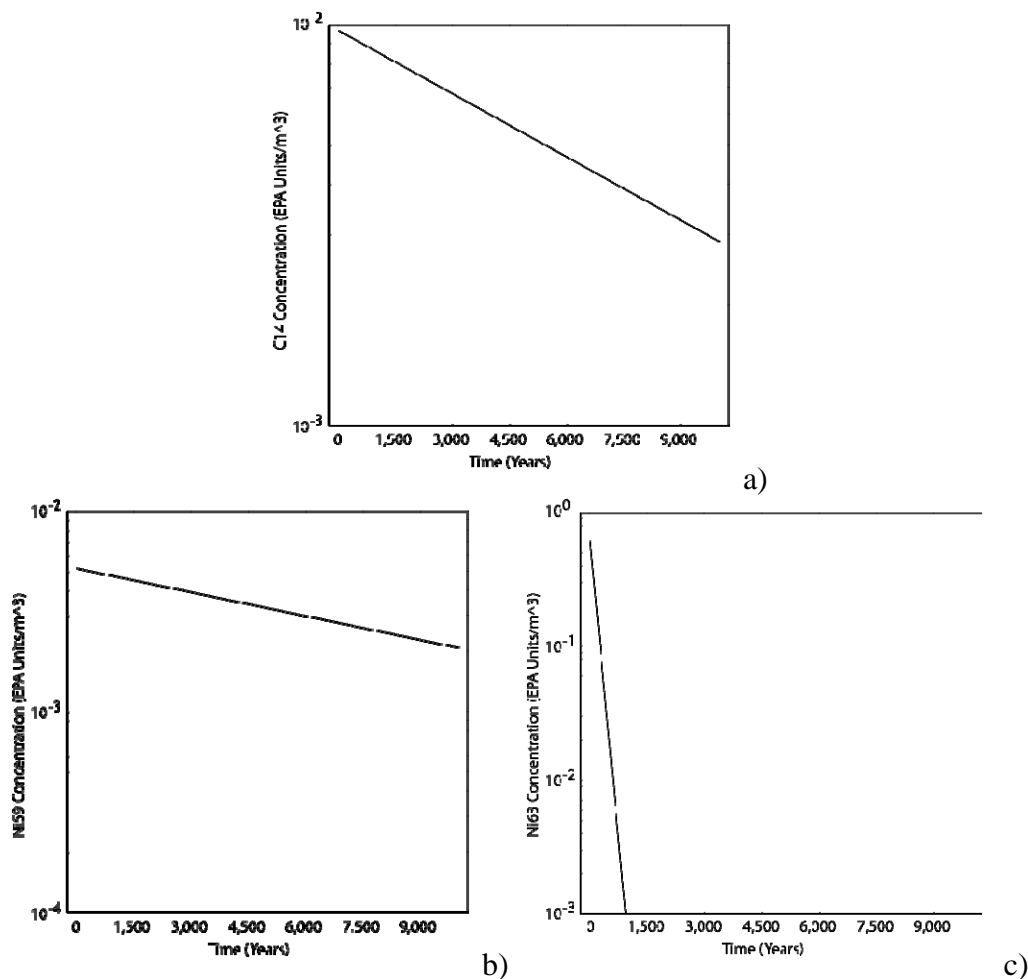 10^2
C14 Concentration (EPA Units/m^3)
10^-3
0 1,500 3,000 4,500 6,000 7,500 9,000
Time (Years)
a)
10^-2
Ni59 Concentration (EPA Units/m^3)
10^-3
10^-4
0 1,500 3,000 4,500 6,000 7,500 9,000
Time (Years)
b)
10^0
Ni63 Concentration (EPA Units/m^3)
10^-1
10^-2
10^-3
0 1,500 3,000 4,500 6,000 7,500 9,000
Time (Years)
c)